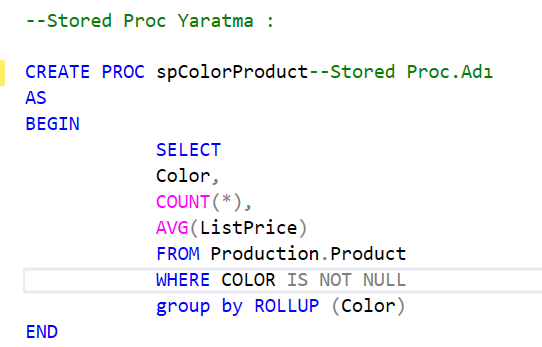 --Stored Proc Yaratma :
CREATE PROC spColorProduct--Stored Proc.Adı
AS
BEGIN
SELECT
Color,
COUNT(*),
AVG(ListPrice)
FROM Production.Product
WHERE COLOR IS NOT NULL
group by ROLLUP (Color)
END